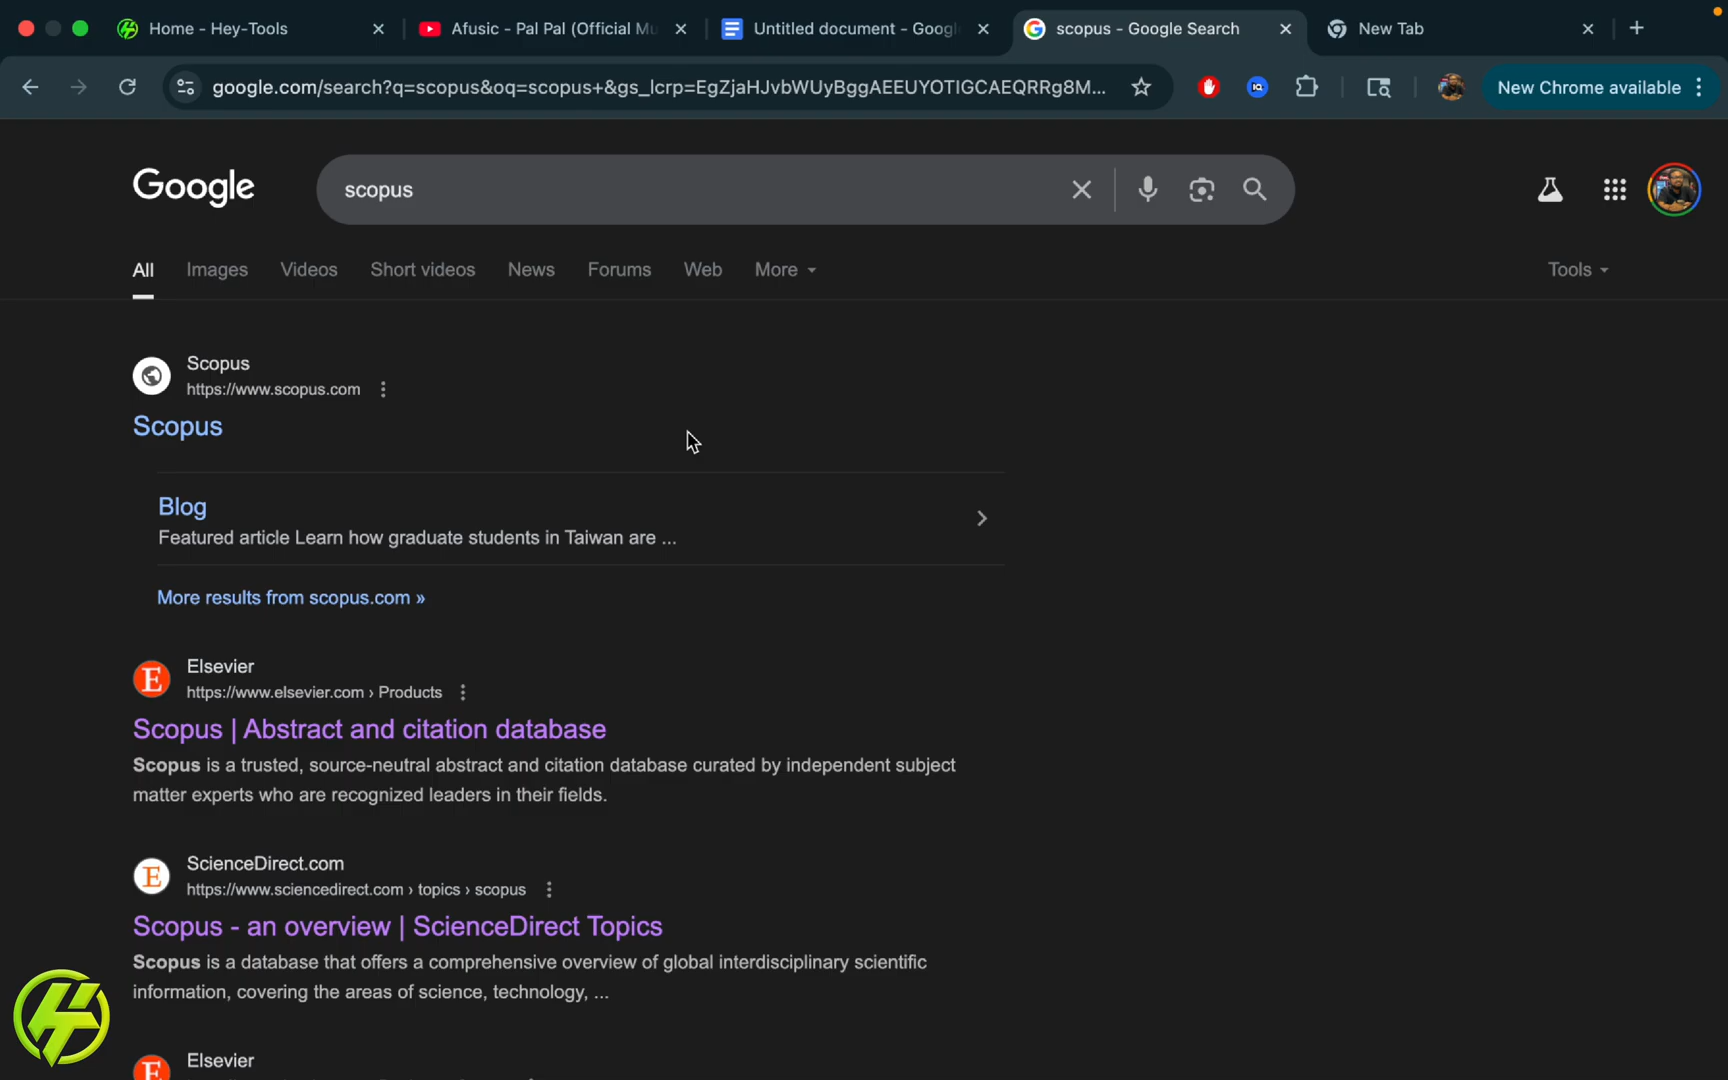 Home - Hey-Tools
Afusic - Pal Pal (Official Mu
Untitled document - Googl
scopus - Google Search
New Tab
google.com/search?q=scopus&oq=scopus+&gs_lcrp=EgZjaHJvbWUyBggAEEUYOTIGCAEQRRg8M...
New Chrome available
Google
scopus
All
Images
Videos
Short videos
News
Forums
Web
More
Tools
Scopus
https://www.scopus.com
Scopus
Blog
Featured article Learn how graduate students in Taiwan are ...
More results from scopus.com »
E
Elsevier
https://www.elsevier.com › Products
Scopus | Abstract and citation database
Scopus is a trusted, source-neutral abstract and citation database curated by independent subject
matter experts who are recognized leaders in their fields.
E
ScienceDirect.com
https://www.sciencedirect.com › topics › scopus
Scopus - an overview | ScienceDirect Topics
Scopus is a database that offers a comprehensive overview of global interdisciplinary scientific
information, covering the areas of science, technology, ...
Elsevier